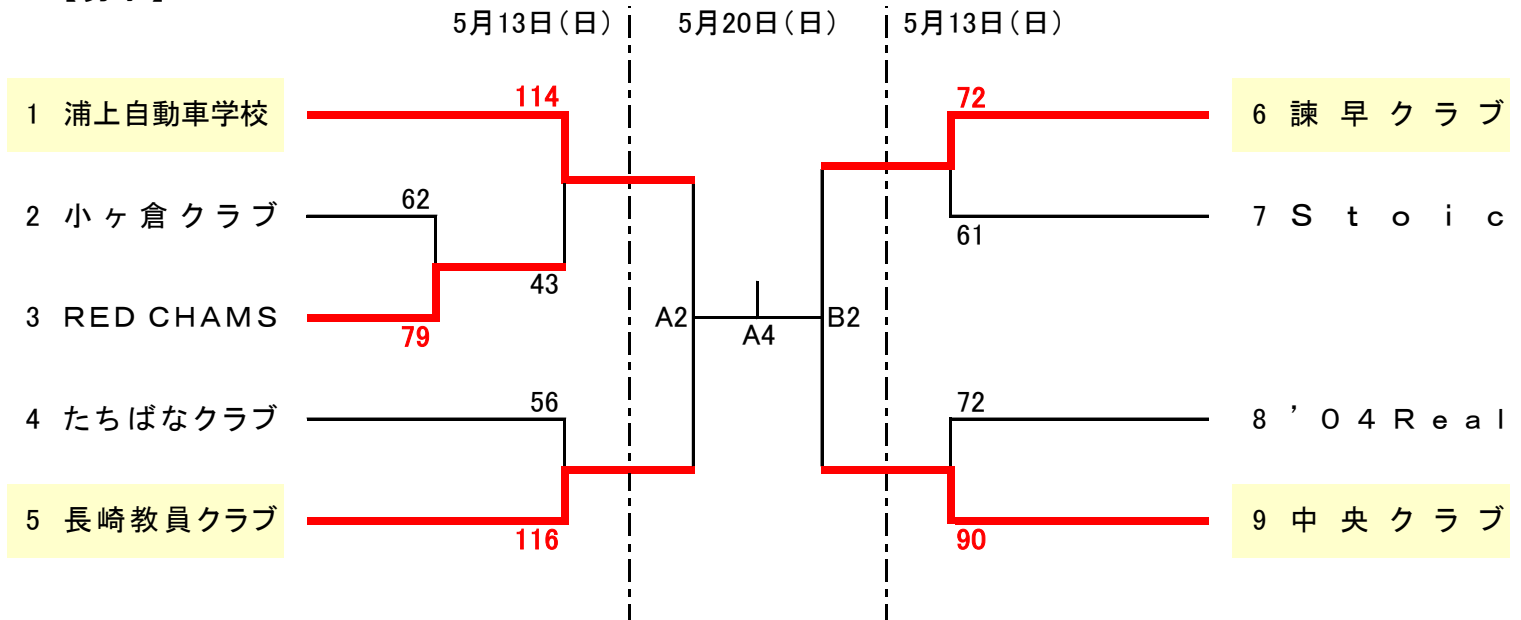 5月13日(日) 5月20日(日) 5月13日(日)
114 72
1 浦上自動車学校 6 諫早クラブ
62
2 小ヶ倉クラブ 7 Stoic
61
43
3 RED CHAMS A2 B2
79 A4
56 72
4 たちばなクラブ 8 ’04Real
5 長崎教員クラブ 9 中央クラブ
116 90